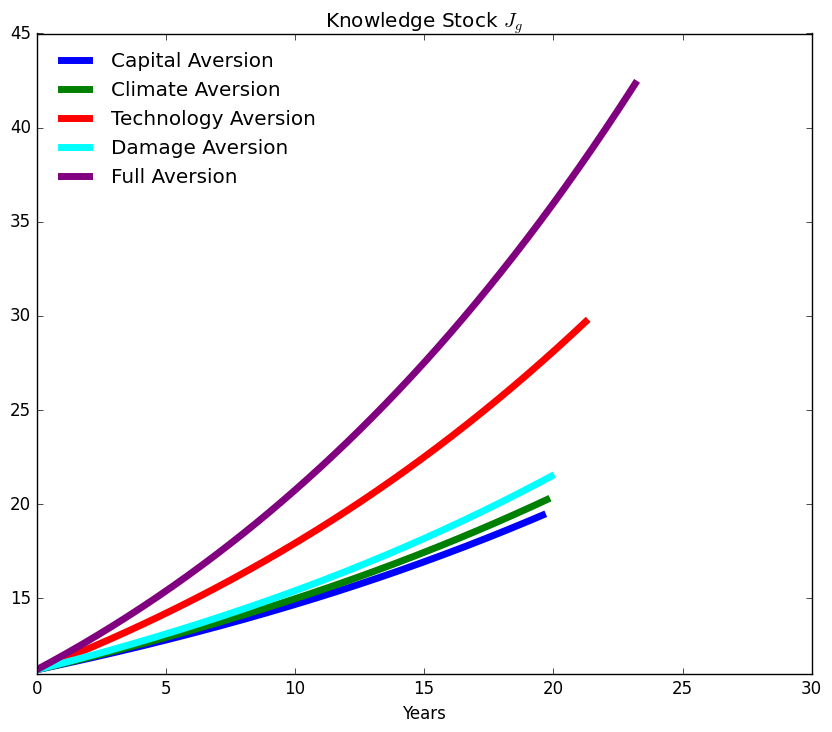 Knowledge Stock J_g
45
40
35
30
25
20
15
Capital Aversion
Climate Aversion
Technology Aversion
Damage Aversion
Full Aversion
0 5 10 15 20 25 30
Years